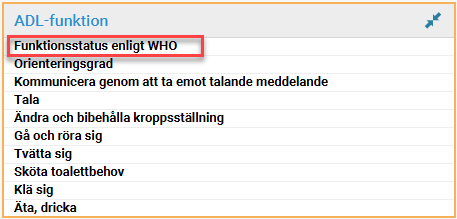 ADL-funktion
Funktionsstatus enligt WHO
Orienteringsgrad
Kommunicera genom att ta emot talande meddelande
Tala
Ändra och bibehålla kroppsställning
Gå och röra sig
Tvätta sig
Sköta toalettbehov
Klä sig
Äta, dricka